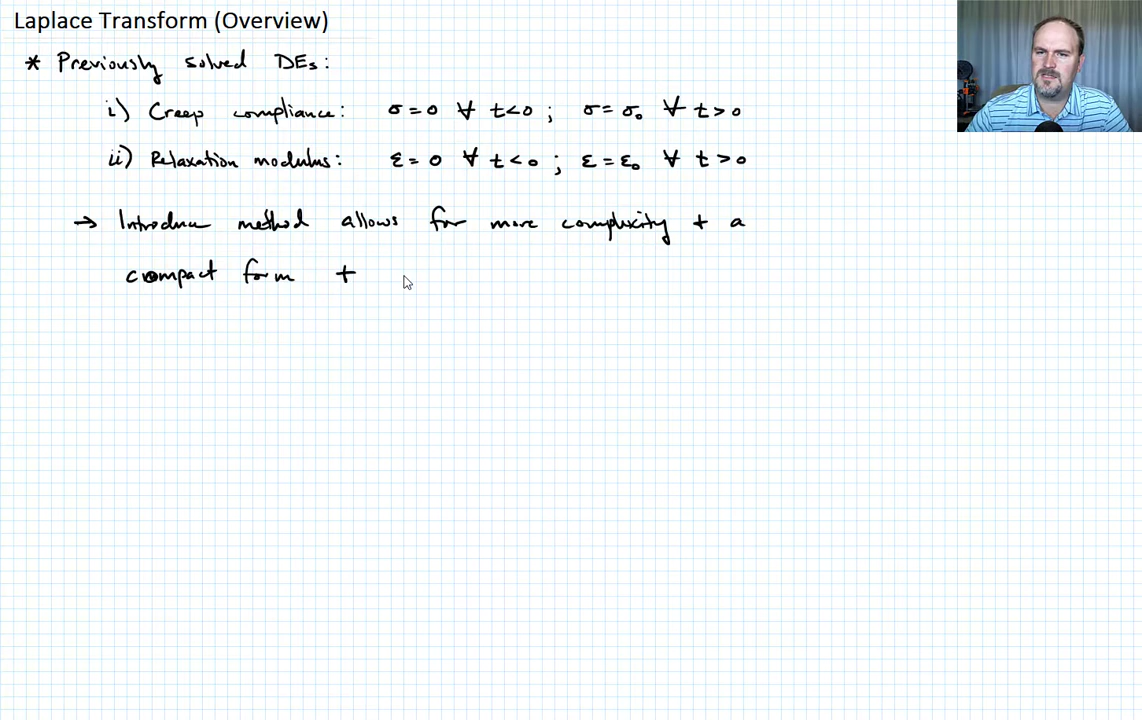 Laplace Transform (Overview)
* Previously solved DEs:
i) Creep compliance: σ=0 ∀ t<0 ; σ=σ₀ ∀ t>0
ii) Relaxation modulus: ε=0 ∀ t<0 ; ε=ε₀ ∀ t>0
→ Introduce method allows for more complexity + a
compact form +